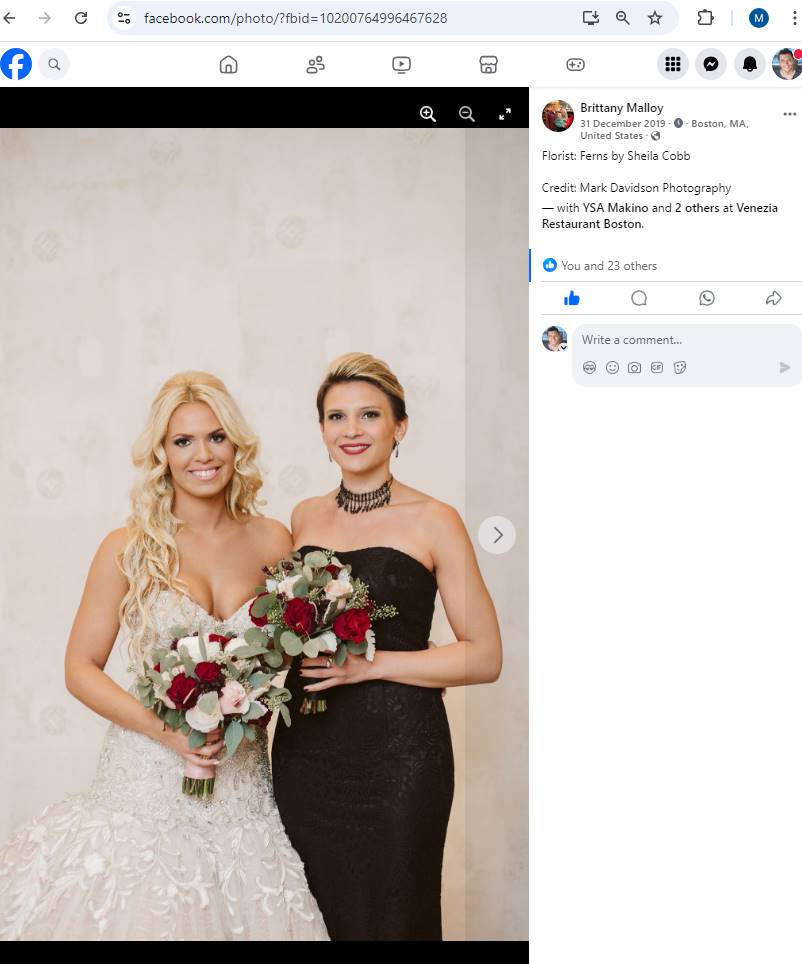 facebook.com/photo/?fbid=10200764996467628
M
Brittany Malloy
31 December 2019 · · Boston, MA,
United States ·
Florist: Ferns by Sheila Cobb
Credit: Mark Davidson Photography
— with YSA Makino and 2 others at Venezia
Restaurant Boston.
You and 23 others
Write a comment...
GIF